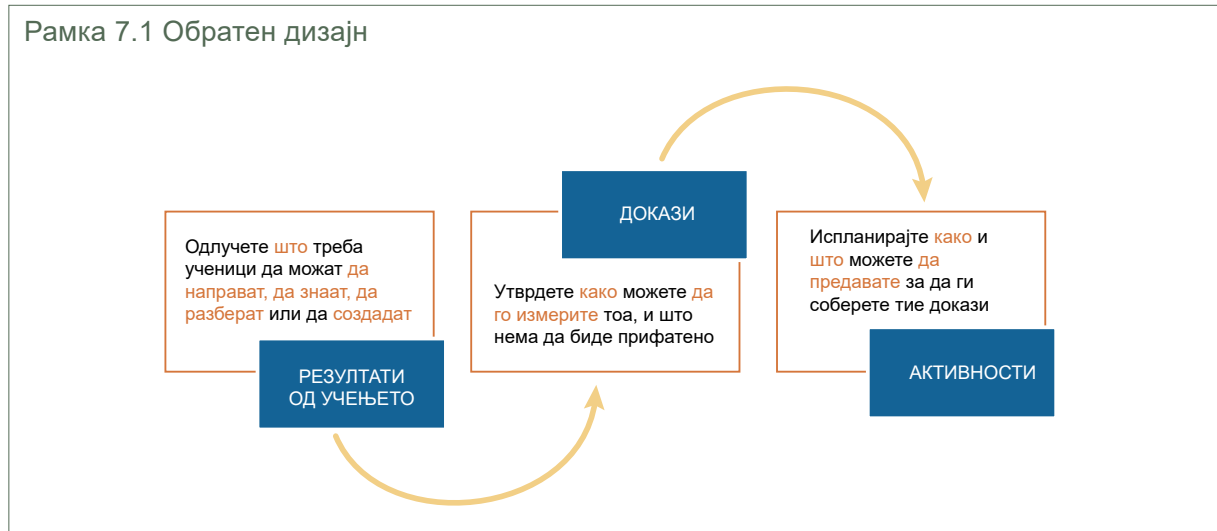 Рамка 7.1 Обратен дизајн
Одлучете што треба
ученици да можат да
направат, да знаат, да
разберат или да создадат
РЕЗУЛТАТИ
ОД УЧЕЊЕТО
ДОКАЗИ
Утврдете како можете да
го измерите тоа, и што
нема да биде прифатено
Испланирајте како и
што можете да
предавате за да ги
соберете тие докази
АКТИВНОСТИ